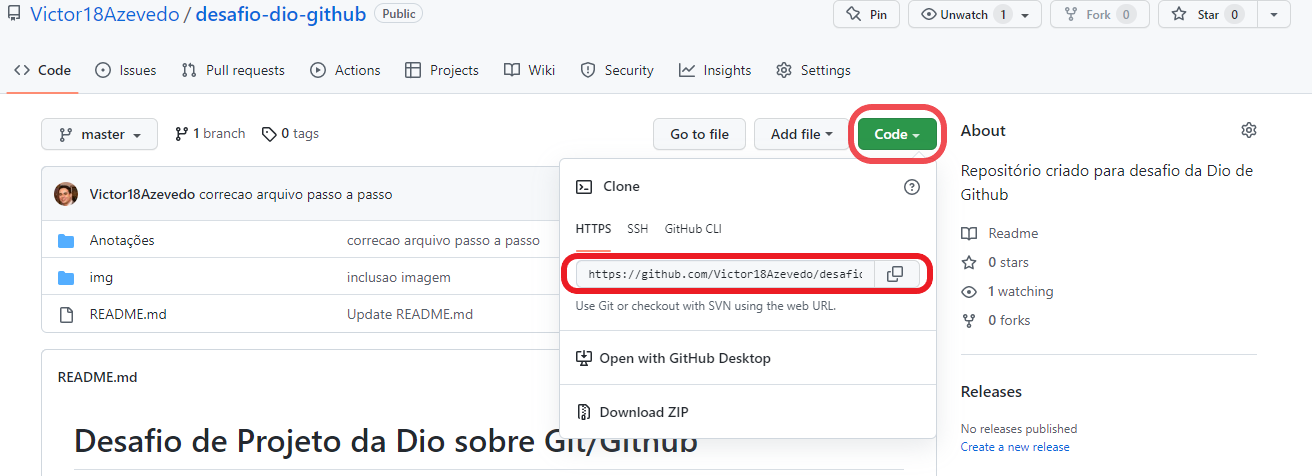 Victor18Azevedo / desafio-dio-github Public
Pin
Unwatch 1
Fork 0
Star 0
Code
Issues
Pull requests
Actions
Projects
Wiki
Security
Insights
Settings
master
1 branch
0 tags
Go to file
Add file
Code
Victor18Azevedo correcao arquivo passo a passo
Anotações correcao arquivo passo a passo
img inclusao imagem
README.md Update README.md
Clone
HTTPS SSH GitHub CLI
https://github.com/Victor18Azevedo/desafio
Use Git or checkout with SVN using the web URL.
Open with GitHub Desktop
Download ZIP
README.md
Desafio de Projeto da Dio sobre Git/Github
About
Repositório criado para desafio da Dio de
Github
Readme
0 stars
1 watching
0 forks
Releases
No releases published
Create a new release